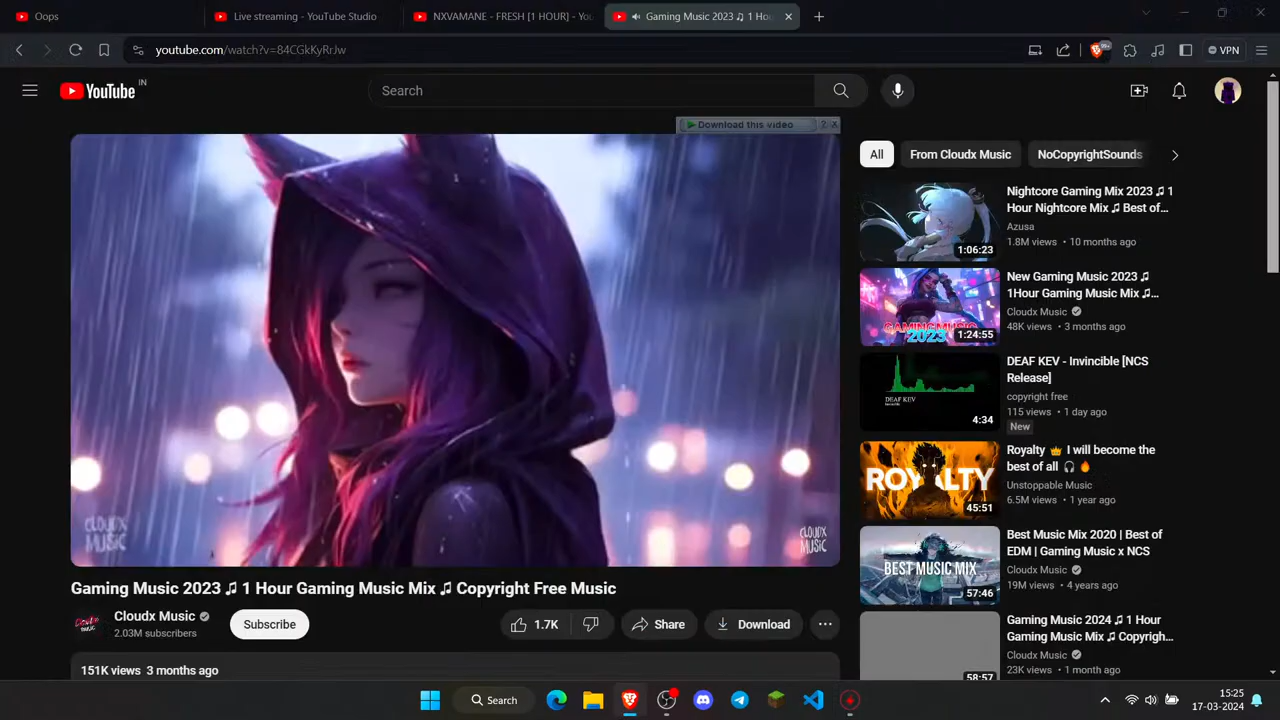 Oops
Live streaming - YouTube Studio
NXVAMANE - FRESH [1 HOUR] - Yo
Gaming Music 2023 ♫ 1 Hou
youtube.com/watch?v=84CGkKyRrJw
99+
VPN
YouTube IN
Search
Download this video ? X
All
From Cloudx Music
NoCopyrightSounds
Nightcore Gaming Mix 2023 ♫ 1
Hour Nightcore Mix ♫ Best of...
Azusa
1.8M views • 10 months ago
1:06:23
New Gaming Music 2023 ♫
1Hour Gaming Music Mix ♫...
Cloudx Music
48K views • 3 months ago
GAMING MUSIC
2023
1:24:55
DEAF KEV - Invincible [NCS
Release]
copyright free
115 views • 1 day ago
New
DEAF KEV
4:34
Royalty 👑 I will become the
best of all 🎧 🔥
Unstoppable Music
6.5M views • 1 year ago
ROYALTY
45:51
Best Music Mix 2020 | Best of
EDM | Gaming Music x NCS
Cloudx Music
19M views • 4 years ago
BEST MUSIC MIX
57:46
Gaming Music 2024 ♫ 1 Hour
Gaming Music Mix ♫ Copyrigh...
Cloudx Music
23K views • 1 month ago
58:57
CLOUDX
MUSIC
CLOUDX
MUSIC
Gaming Music 2023 ♫ 1 Hour Gaming Music Mix ♫ Copyright Free Music
Cloudx Music
2.03M subscribers
Subscribe
1.7K
Share
Download
151K views 3 months ago
Search
15:25
17-03-2024